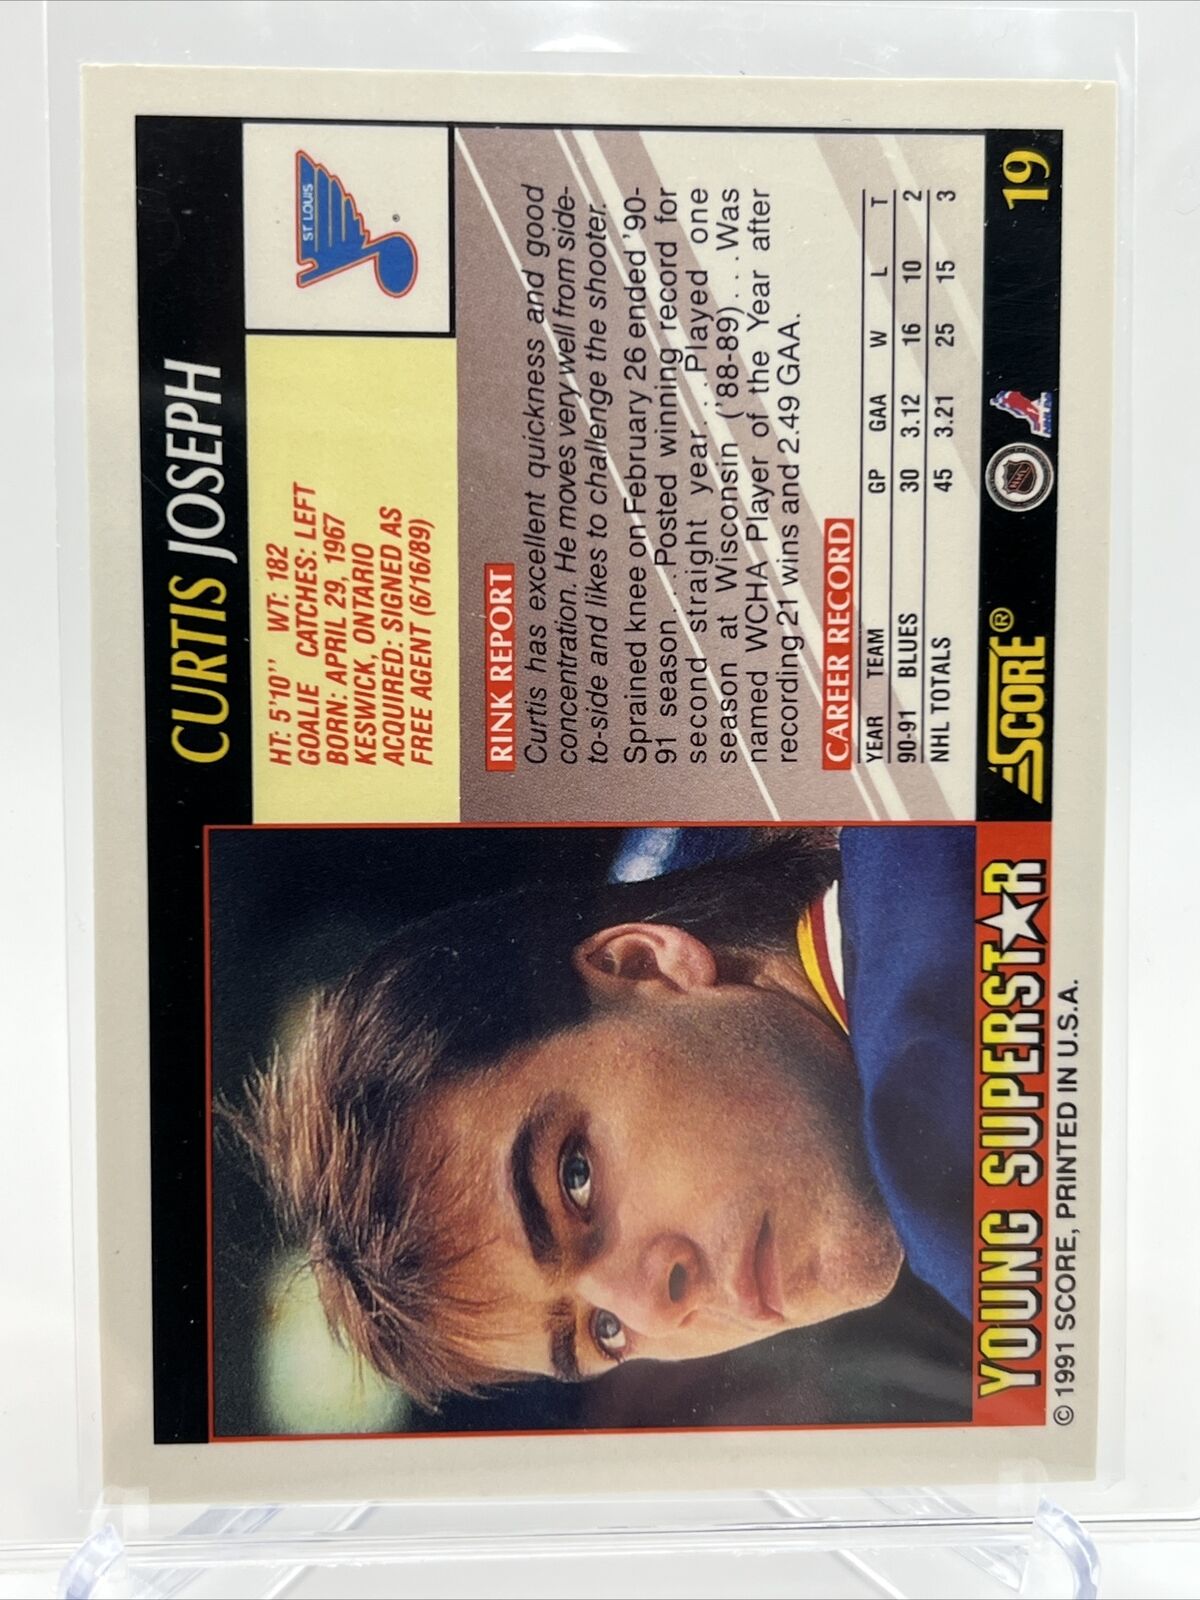 CURTIS JOSEPH
HT: 5'10" WT: 182
GOALIE CATCHES: LEFT
BORN: APRIL 29, 1967
KESWICK, ONTARIO
ACQUIRED: SIGNED AS
FREE AGENT (6/16/89)
ST LOUIS
®
RINK REPORT
Curtis has excellent quickness and good
concentration. He moves very well from side-
to-side and likes to challenge the shooter.
Sprained knee on February 26 ended '90-
91 season...Posted winning record for
second straight year...Played one
season at Wisconsin ('88-89)...Was
named WCHA Player of the Year after
recording 21 wins and 2.49 GAA.
CAREER RECORD
YEAR TEAM GP GAA W L T
90-91 BLUES 30 3.12 16 10 2
NHL TOTALS 45 3.21 25 15 3
YOUNG SUPERST★R
SCORE®
NHL
19
© 1991 SCORE, PRINTED IN U.S.A.